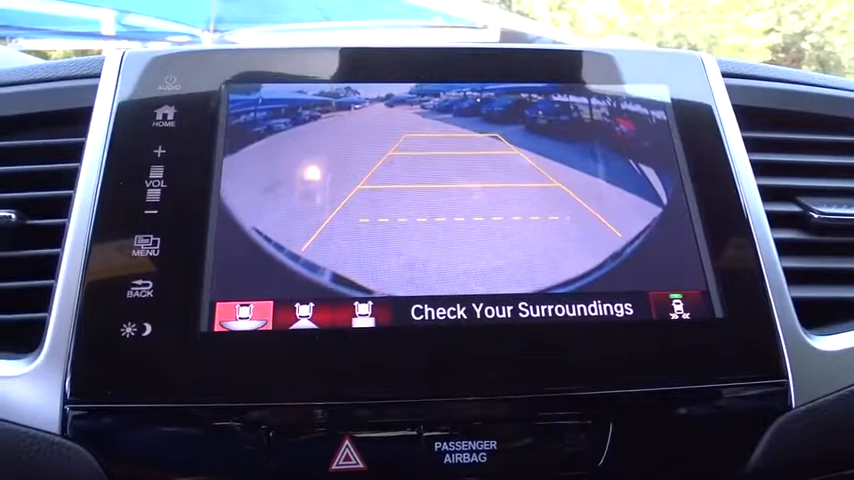 AUDIO
HOME
+
VOL
−
MENU
BACK
Check Your Surroundings
PASSENGER
AIRBAG